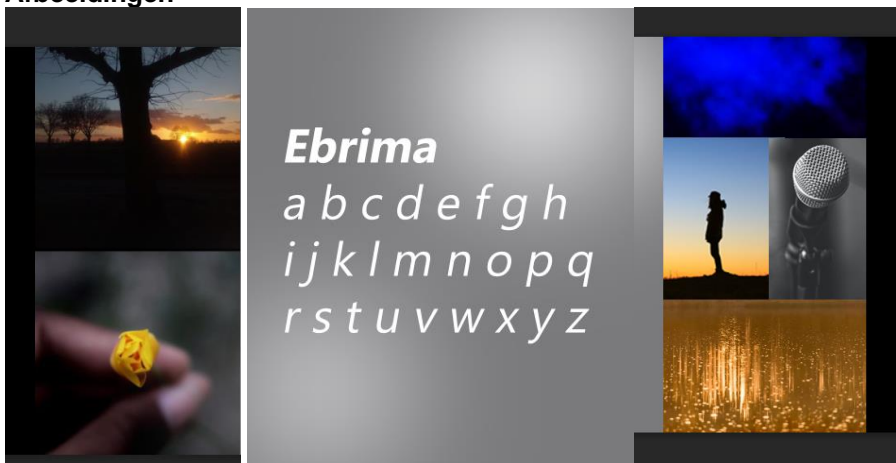 Afbeeldingen
Ebrima
a b c d e f g h
i j k l m n o p q
r s t u v w x y z